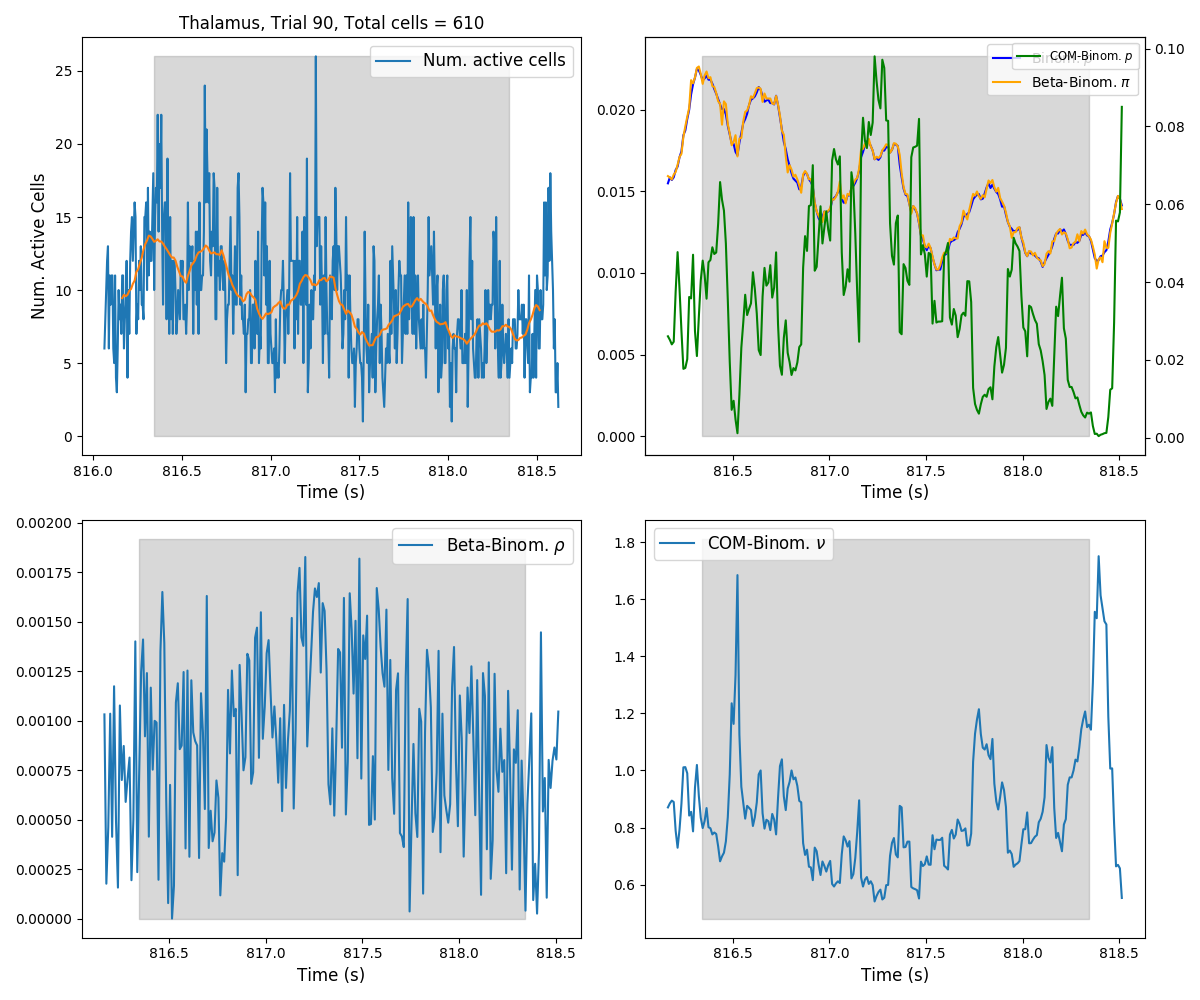 Thalamus, Trial 90, Total cells = 610
Num. active cells
Num. Active Cells
25
20
15
10
5
0
816.0 816.5 817.0 817.5 818.0 818.5
Time (s)
COM-Binom. p
Beta-Binom. π
0.020
0.015
0.010
0.005
0.000
0.10
0.08
0.06
0.04
0.02
0.00
816.5 817.0 817.5 818.0 818.5
Time (s)
Beta-Binom. ρ
0.00200
0.00175
0.00150
0.00125
0.00100
0.00075
0.00050
0.00025
0.00000
816.5 817.0 817.5 818.0 818.5
Time (s)
COM-Binom. ν
1.8
1.6
1.4
1.2
1.0
0.8
0.6
816.5 817.0 817.5 818.0 818.5
Time (s)